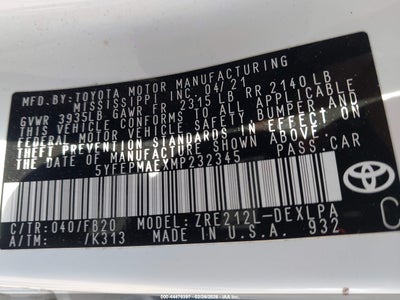 MFD.BY:TOYOTA MOTOR MANUFACTURING
MISSISSIPPI INC. 04/21
GVWR 3935LB GAWR FR 2315 LB RR 2140LB
THIS VEHICLE CONFORMS TO ALL APPLICABLE
FEDERAL MOTOR VEHICLE SAFETY, BUMPER, AND
THEFT PREVENTION STANDARDS IN EFFECT ON
THE DATE OF MANUFACTURE SHOWN ABOVE.
5YFEPMAEXMP232345 PASS.CAR
C/TR: 040/FB20 MODEL: ZRE212L-DEXLPA
A/TM: /K313 MADE IN U.S.A. 932
TOYOTA
C